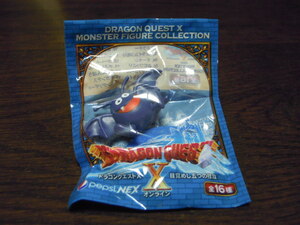 DRAGON QUEST X
MONSTER FIGURE COLLECTION
DRAGON QUEST
X
ドラゴンクエストX
目覚めし五つの種族
オンライン
pepsi NEX
全16種